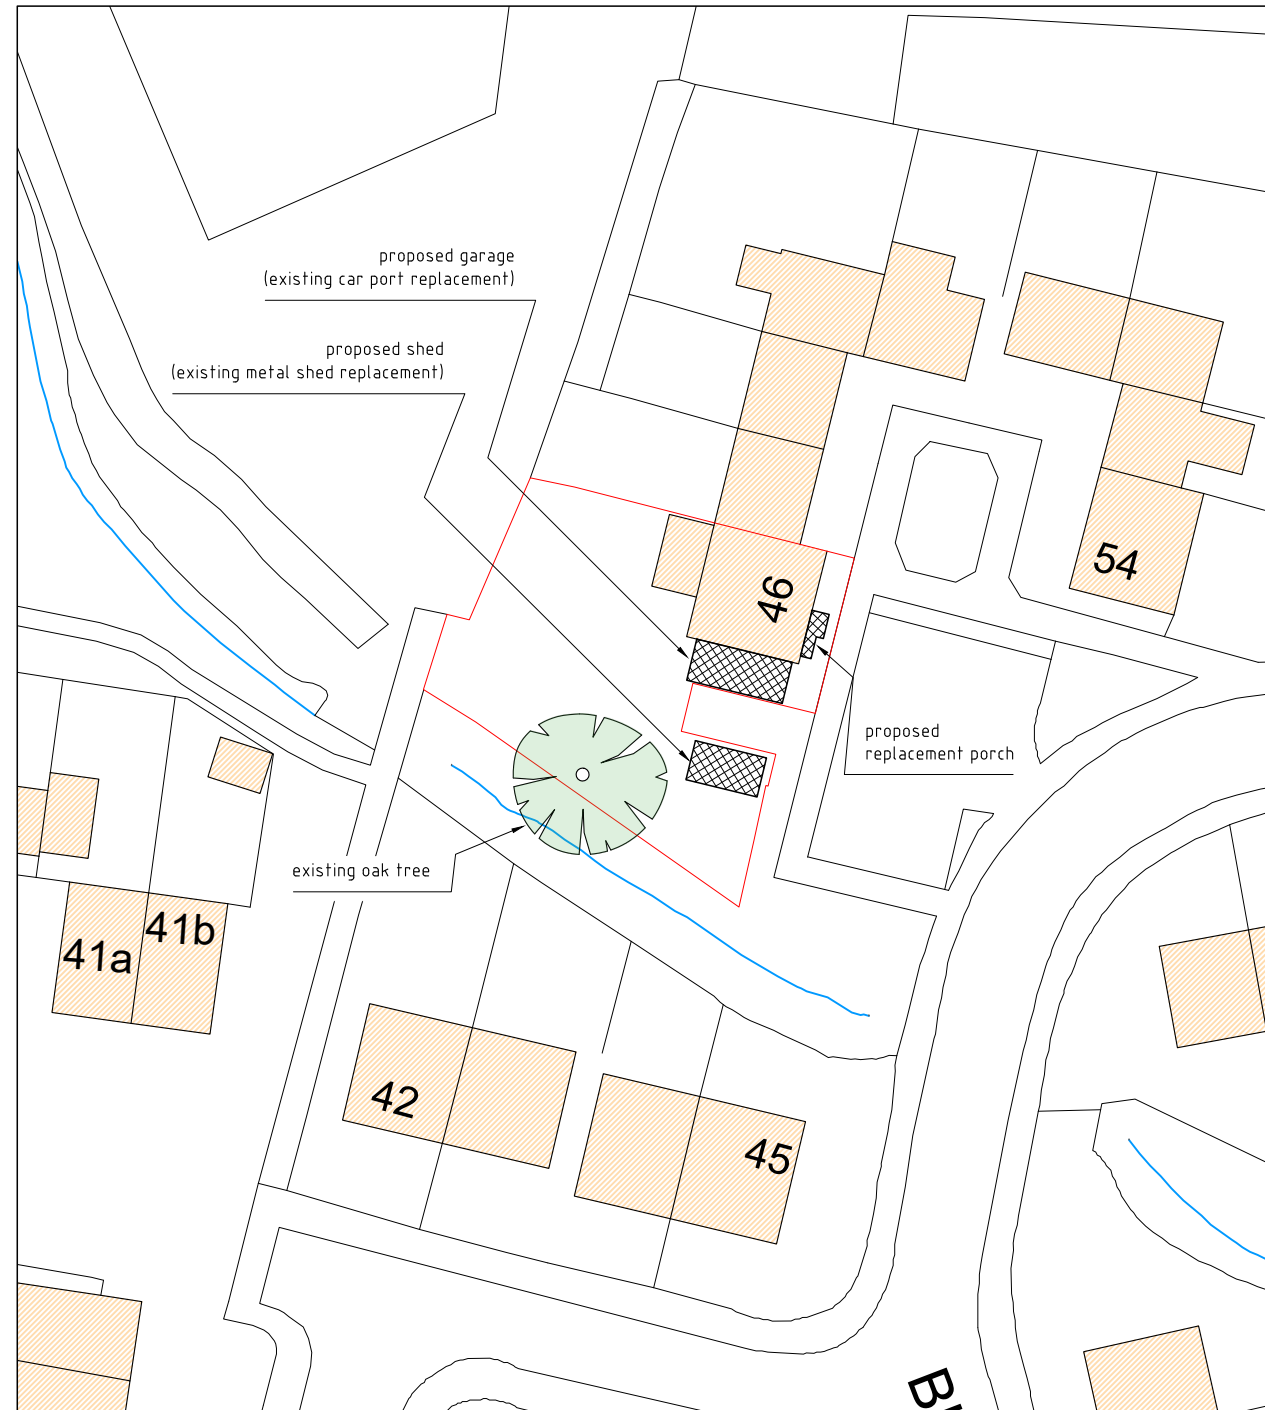 proposed garage
(existing car port replacement)
proposed shed
(existing metal shed replacement)
54
46
proposed
replacement porch
existing oak tree
41b
41a
42
45